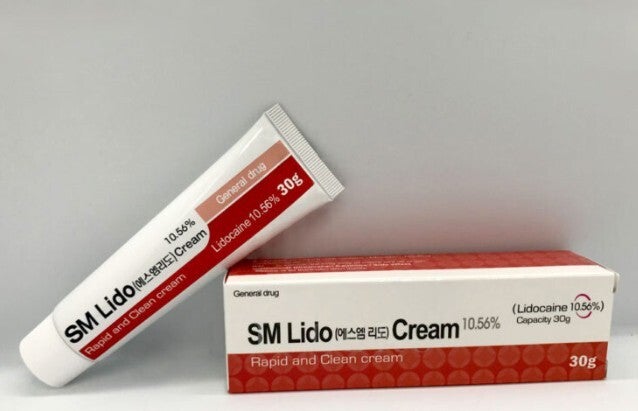 General drug
10.56%
Lidocaine 10.56% 30g
SM Lido(에스엠리도)Cream
Rapid and Clean cream
General drug
SM Lido (에스엠 리도) Cream 10.56%
(Lidocaine 10.56%)
Capacity 30g
Rapid and Clean cream
30g